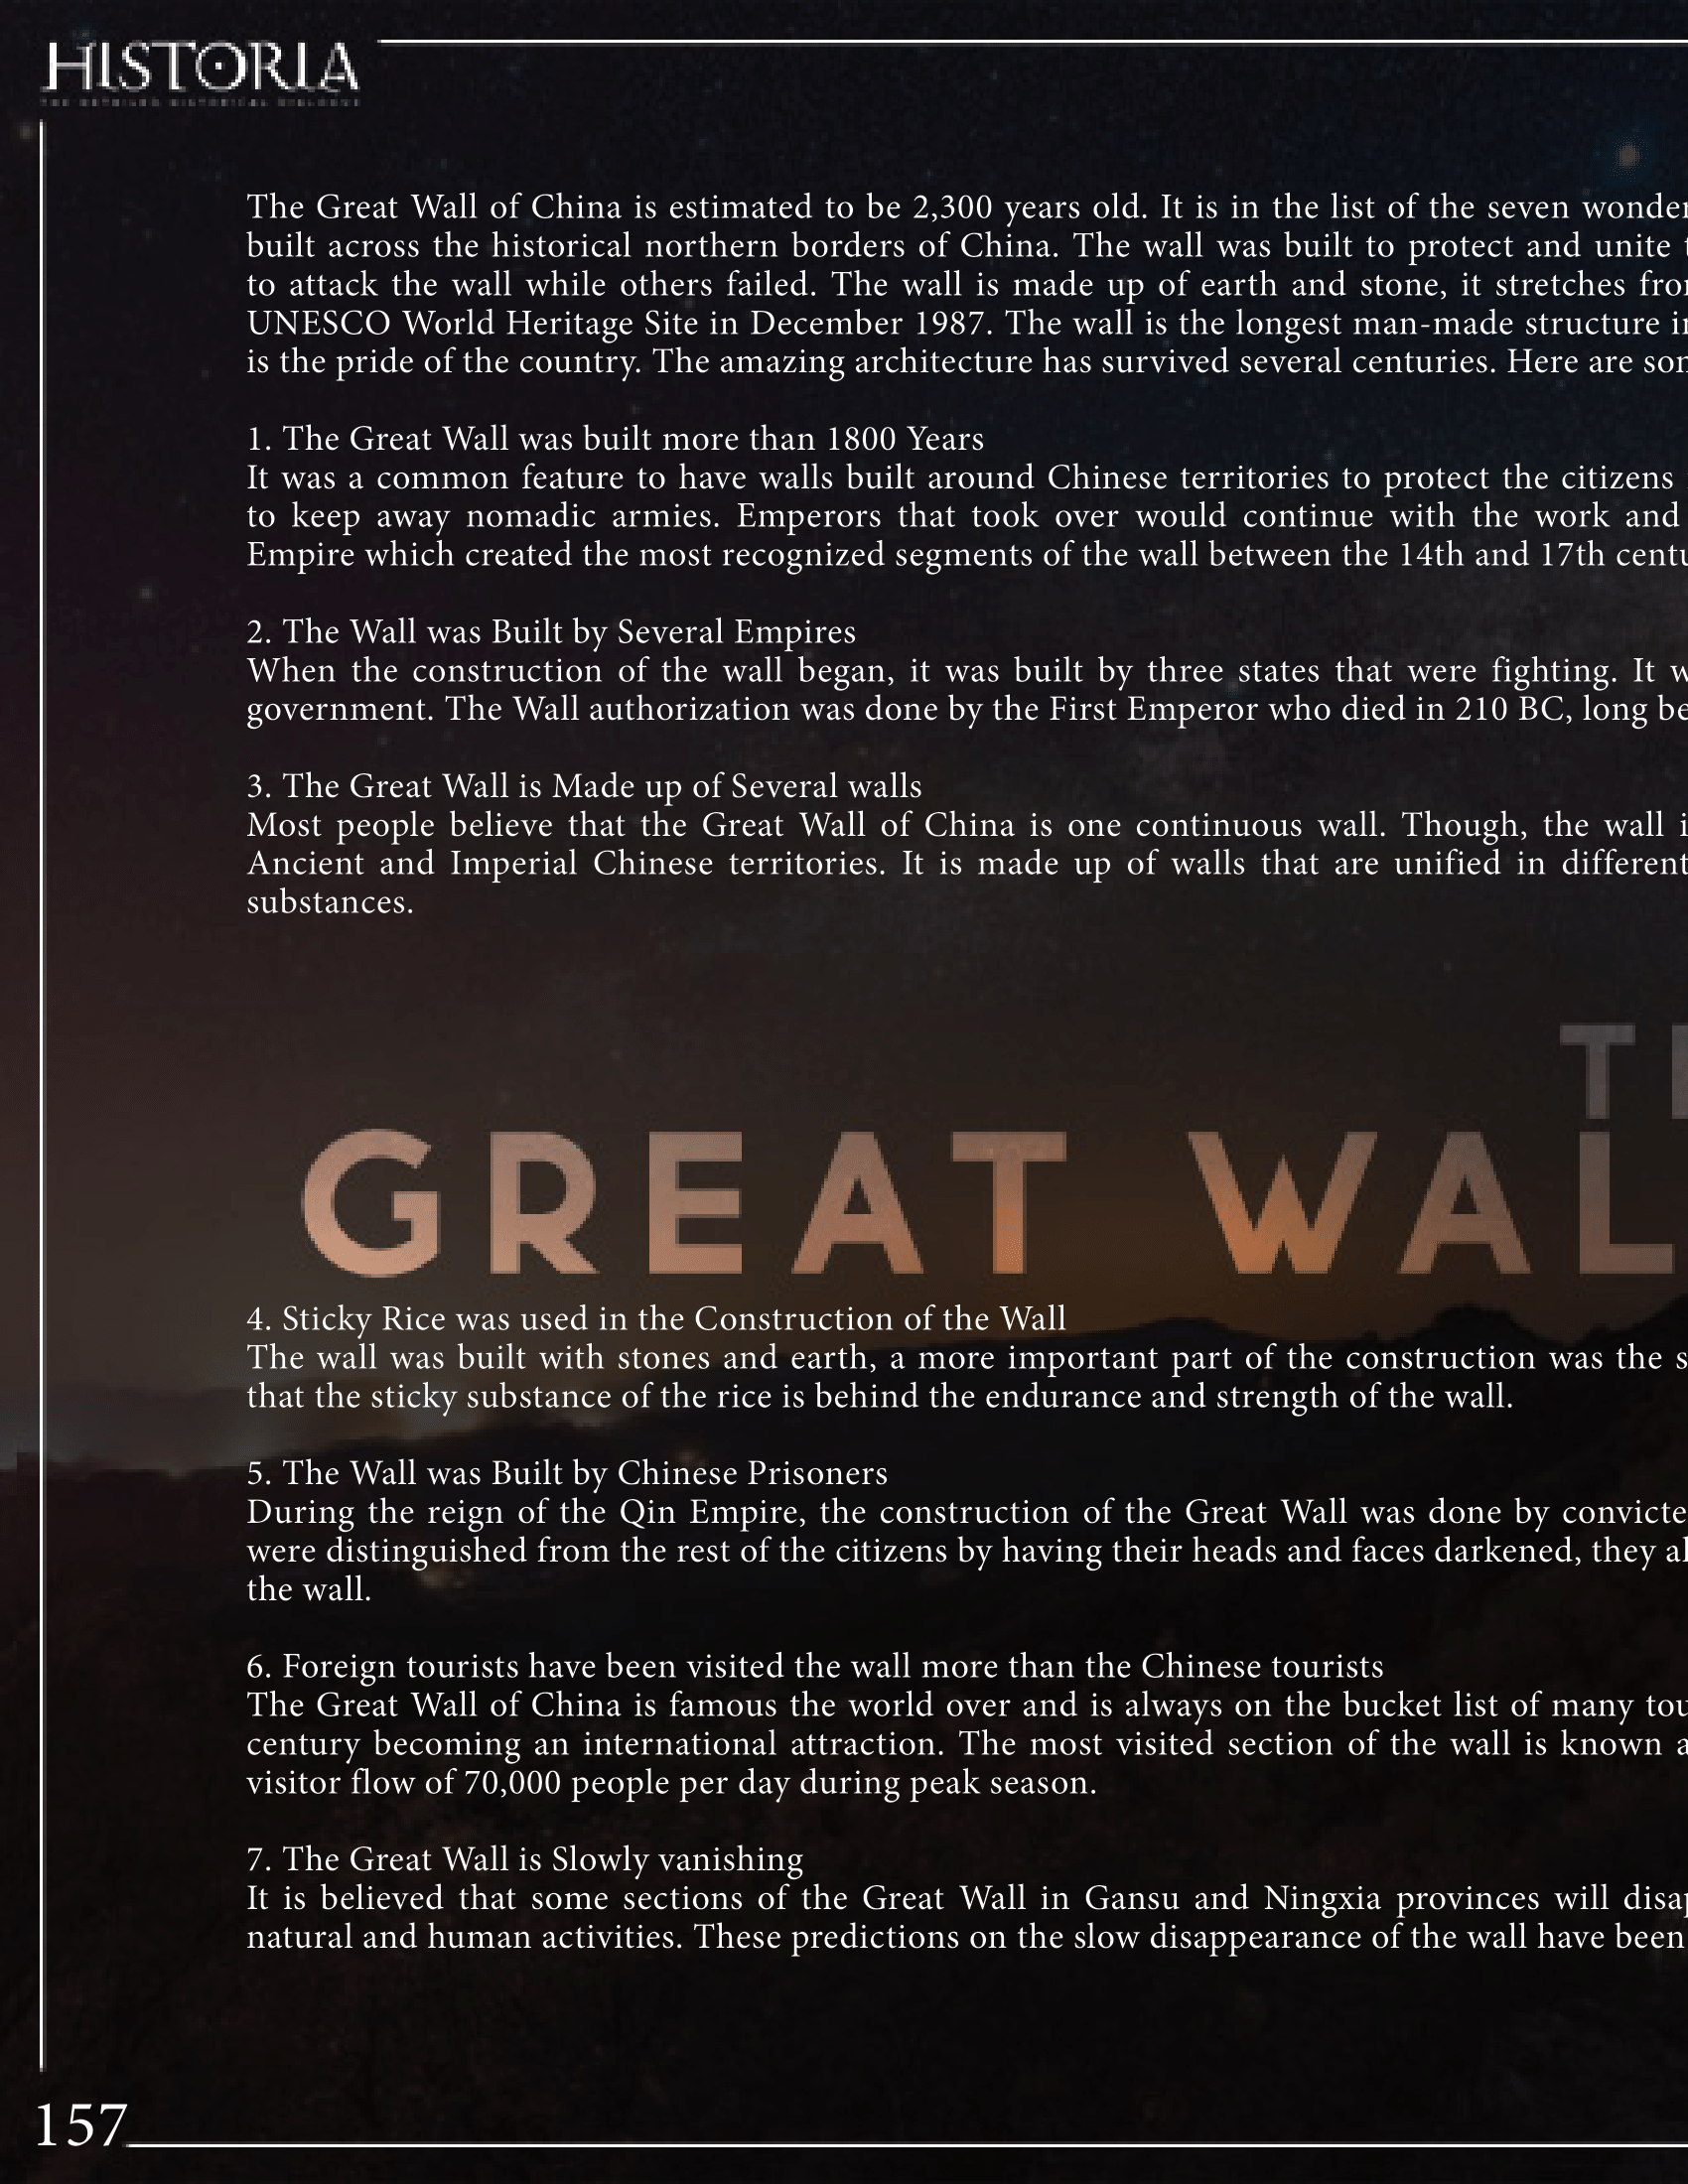 HISTORIA
The Great Wall of China is estimated to be 2,300 years old. It is in the list of the seven wonder
built across the historical northern borders of China. The wall was built to protect and unite t
to attack the wall while others failed. The wall is made up of earth and stone, it stretches fro
UNESCO World Heritage Site in December 1987. The wall is the longest man-made structure i
is the pride of the country. The amazing architecture has survived several centuries. Here are so
1. The Great Wall was built more than 1800 Years
It was a common feature to have walls built around Chinese territories to protect the citizens
to keep away nomadic armies. Emperors that took over would continue with the work and
Empire which created the most recognized segments of the wall between the 14th and 17th centu
2. The Wall was Built by Several Empires
When the construction of the wall began, it was built by three states that were fighting. It w
government. The Wall authorization was done by the First Emperor who died in 210 BC, long be
3. The Great Wall is Made up of Several walls
Most people believe that the Great Wall of China is one continuous wall. Though, the wall i
Ancient and Imperial Chinese territories. It is made up of walls that are unified in different
substances.
T
GREAT WAL
4. Sticky Rice was used in the Construction of the Wall
The wall was built with stones and earth, a more important part of the construction was the s
that the sticky substance of the rice is behind the endurance and strength of the wall.
5. The Wall was Built by Chinese Prisoners
During the reign of the Qin Empire, the construction of the Great Wall was done by convicte
were distinguished from the rest of the citizens by having their heads and faces darkened, they al
the wall.
6. Foreign tourists have been visited the wall more than the Chinese tourists
The Great Wall of China is famous the world over and is always on the bucket list of many tou
century becoming an international attraction. The most visited section of the wall is known a
visitor flow of 70,000 people per day during peak season.
7. The Great Wall is Slowly vanishing
It is believed that some sections of the Great Wall in Gansu and Ningxia provinces will disap
natural and human activities. These predictions on the slow disappearance of the wall have been
157